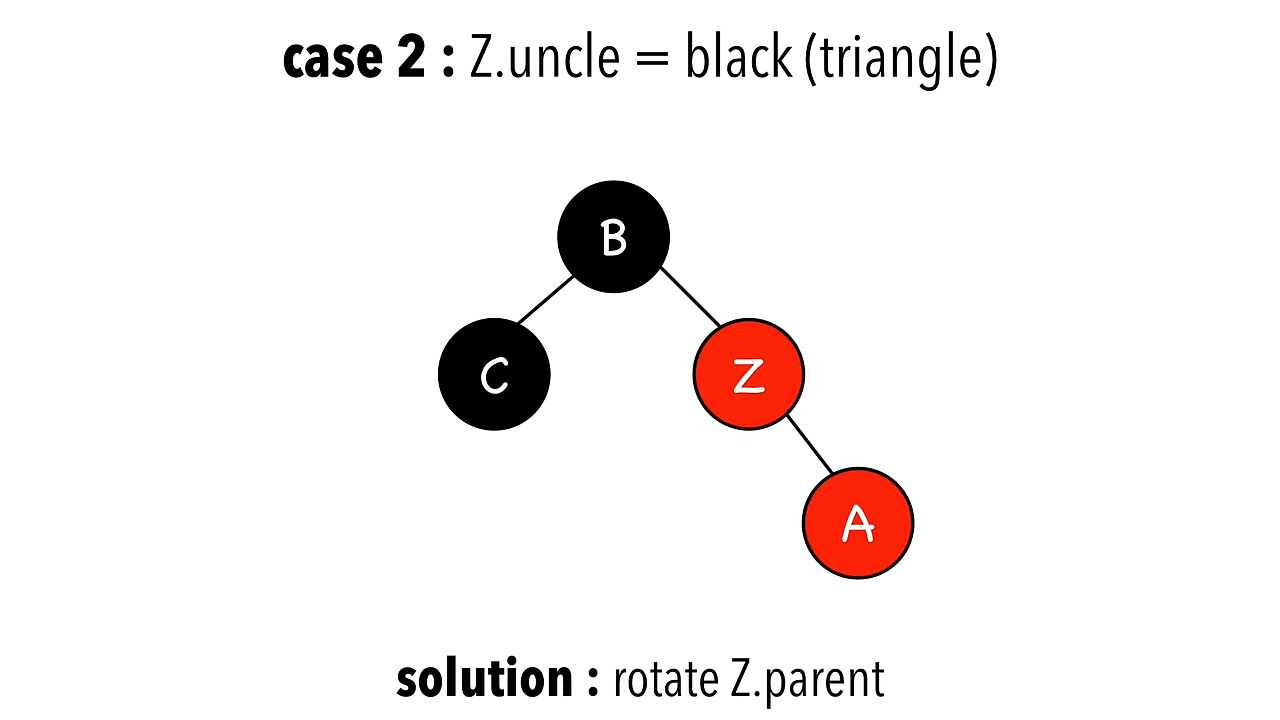 case 2 : Z.uncle = black (triangle)
B
C
Z
A
solution : rotate Z.parent